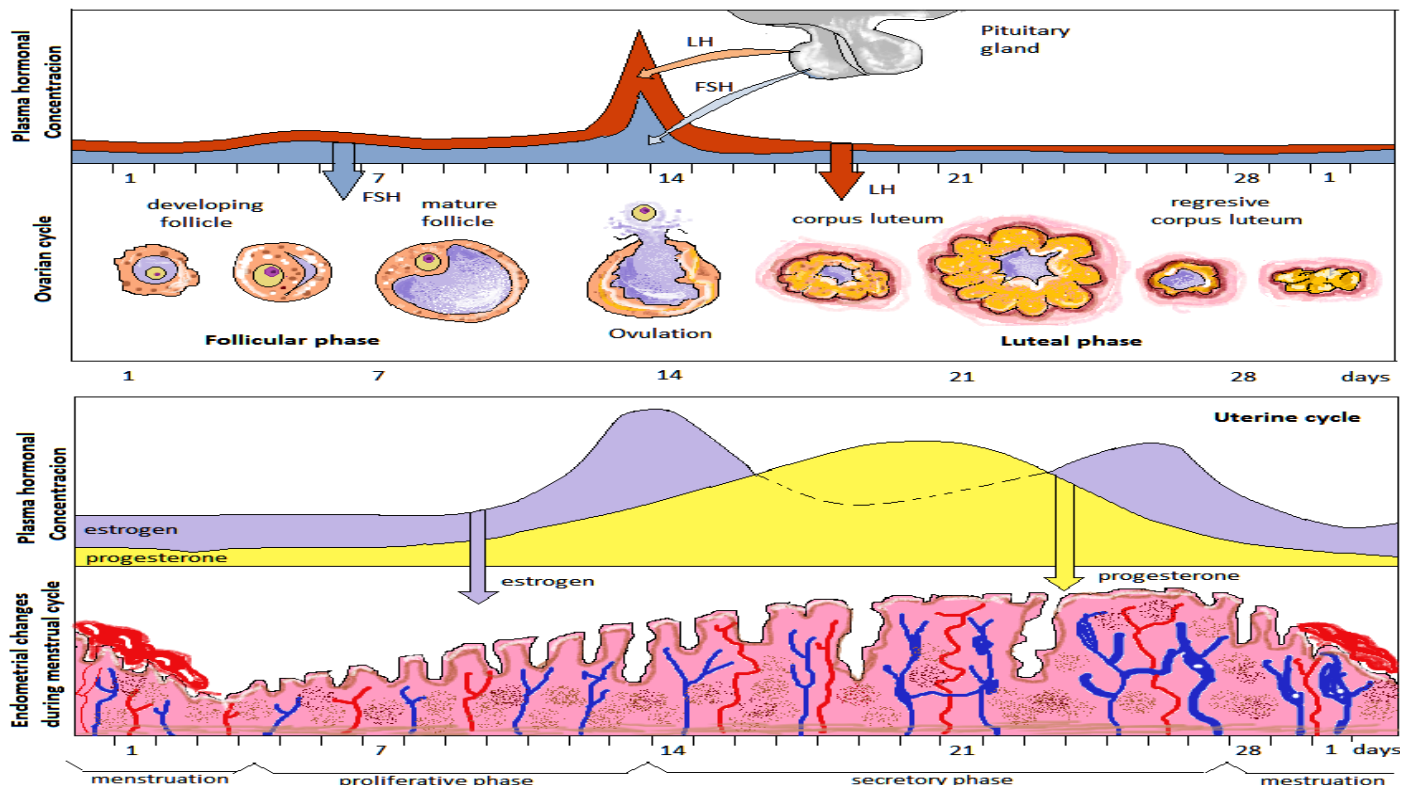 Plasma hormonal
Concentracion
LH
FSH
Pituitary
gland
1 7 14 21 28 1
FSH
LH
Ovarian cycle
developing
follicle
mature
follicle
Ovulation
corpus luteum
regresive
corpus luteum
Follicular phase
Luteal phase
1 7 14 21 28 days
Uterine cycle
Plasma hormonal
Concentracion
estrogen
progesterone
estrogen
progesterone
Endometrial changes
during menstrual cycle
1 7 14 21 28 1 days
menstruation proliferative phase secretory phase mestruation